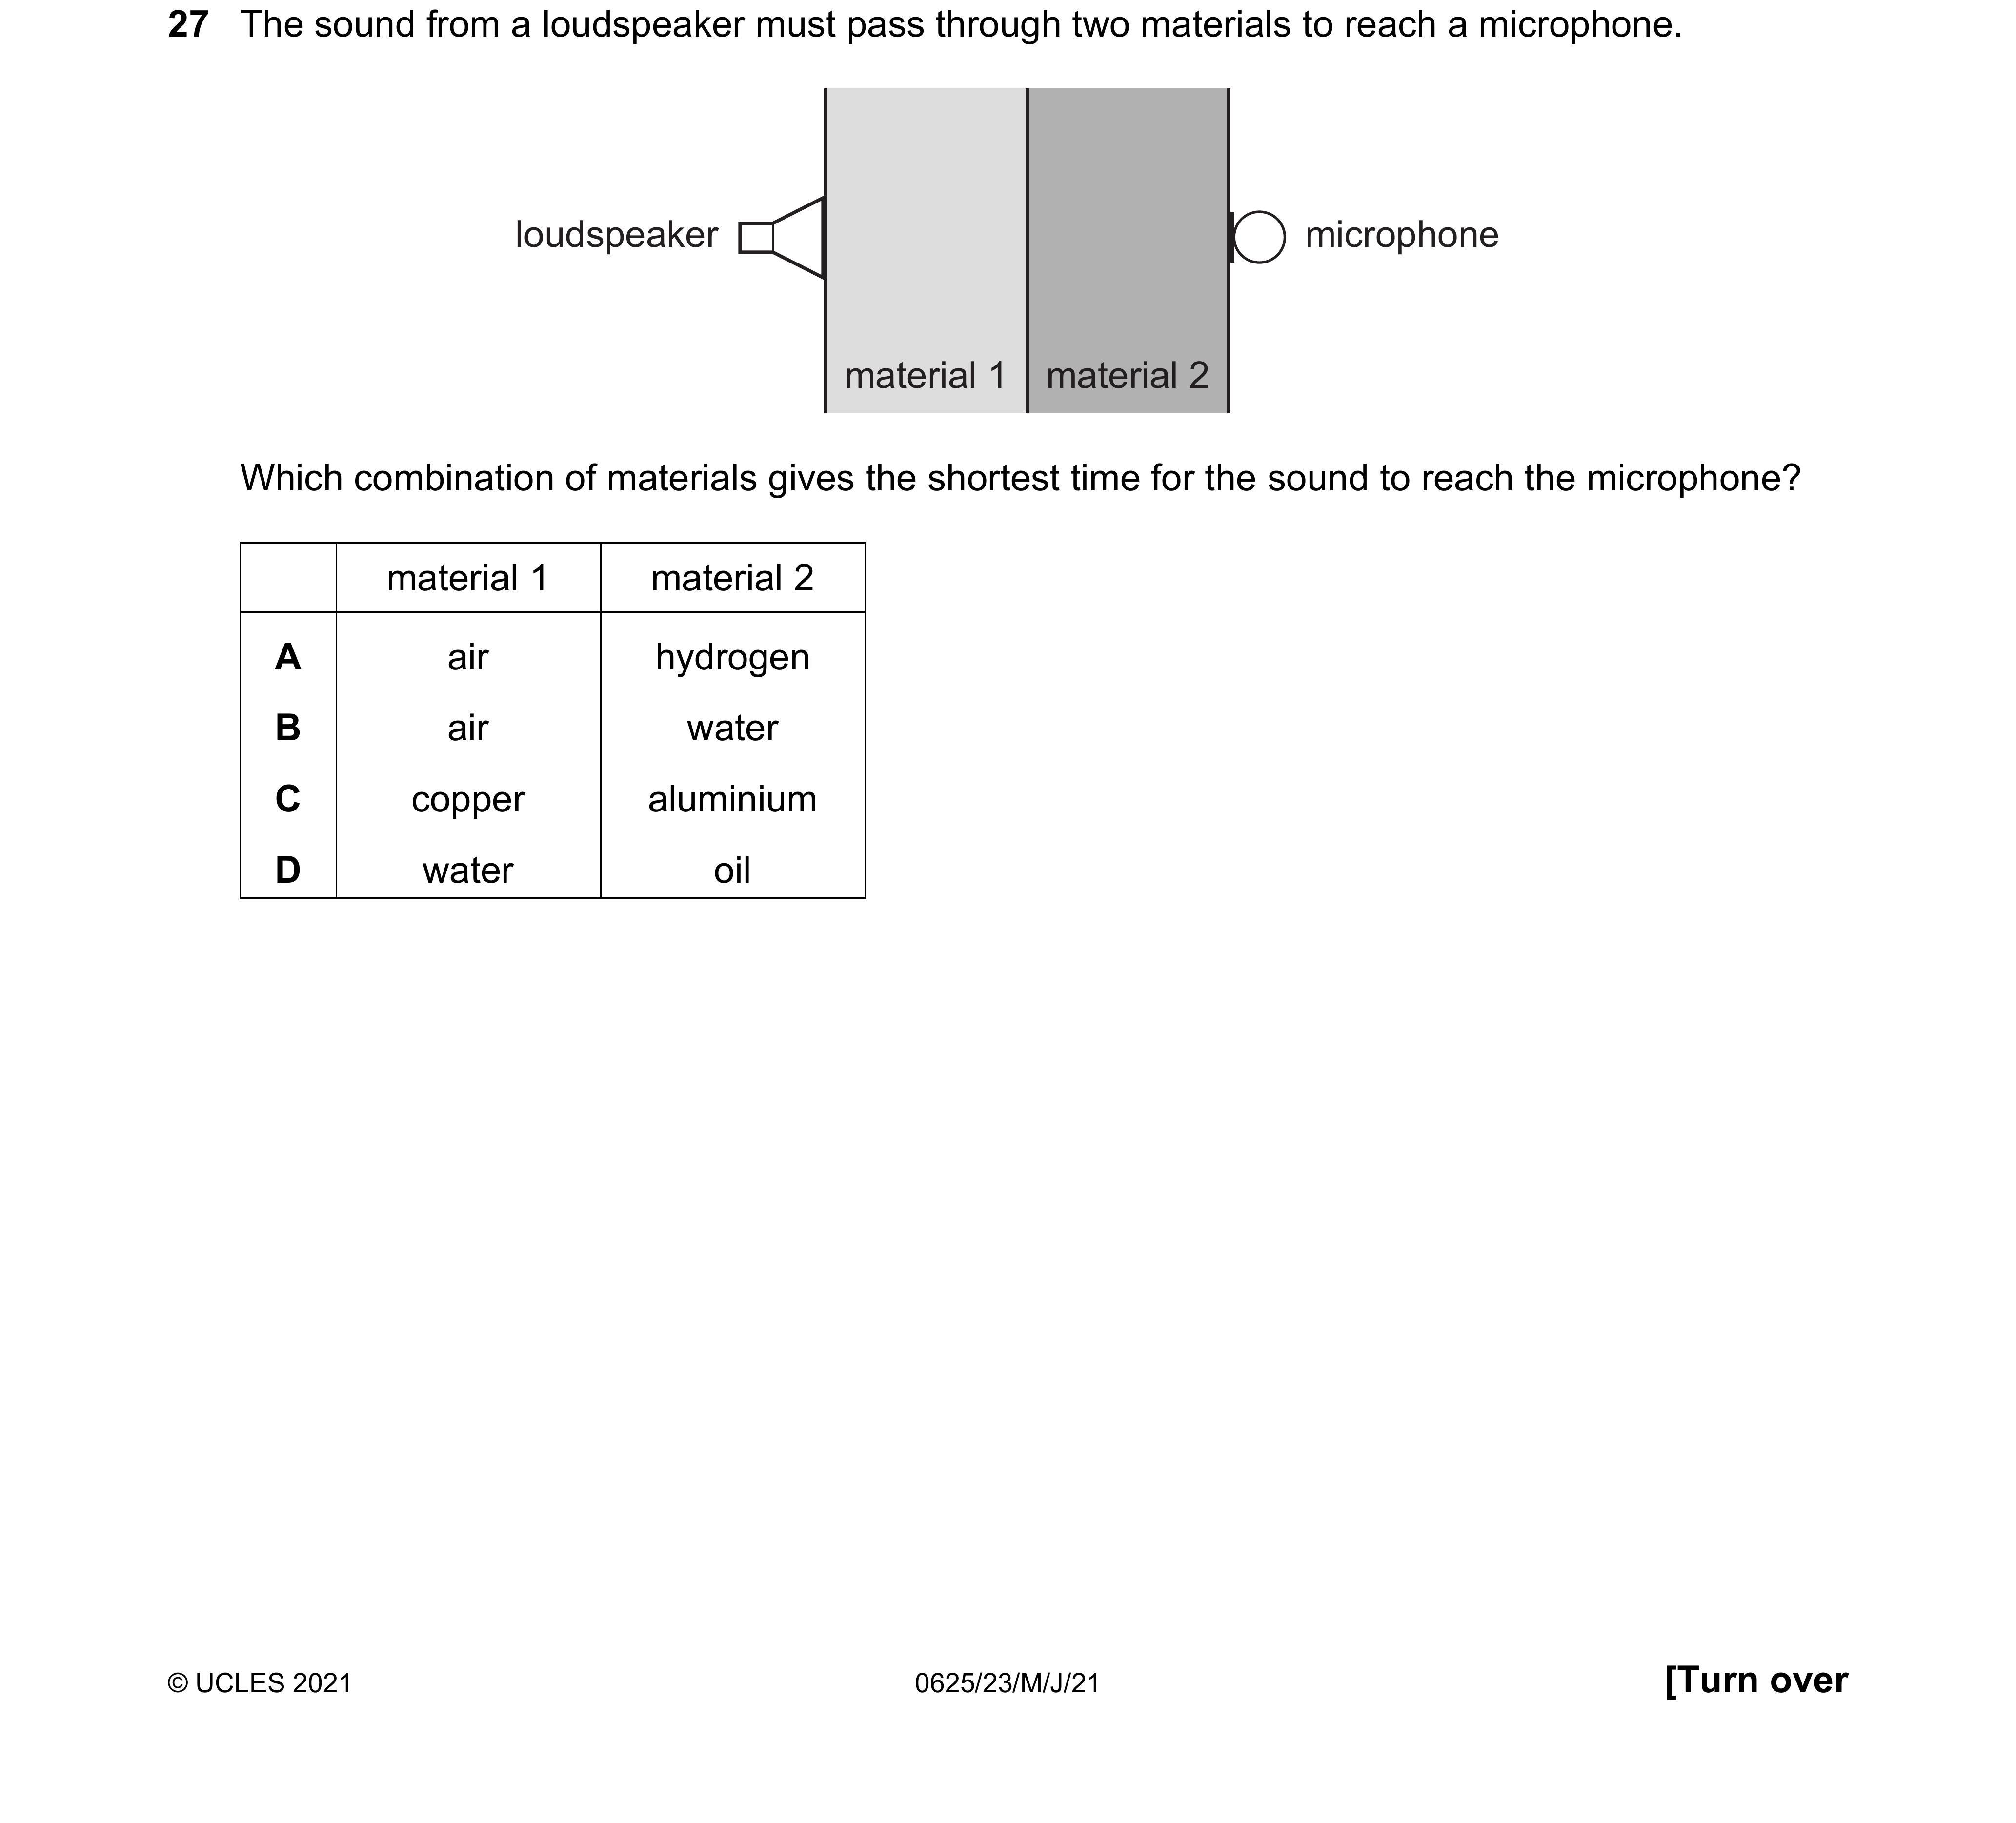 27 The sound from a loudspeaker must pass through two materials to reach a microphone.
loudspeaker
microphone
material 1 material 2
Which combination of materials gives the shortest time for the sound to reach the microphone?
material 1 material 2
A air hydrogen
B air water
C copper aluminium
D water oil
© UCLES 2021 0625/23/M/J/21 [Turn over